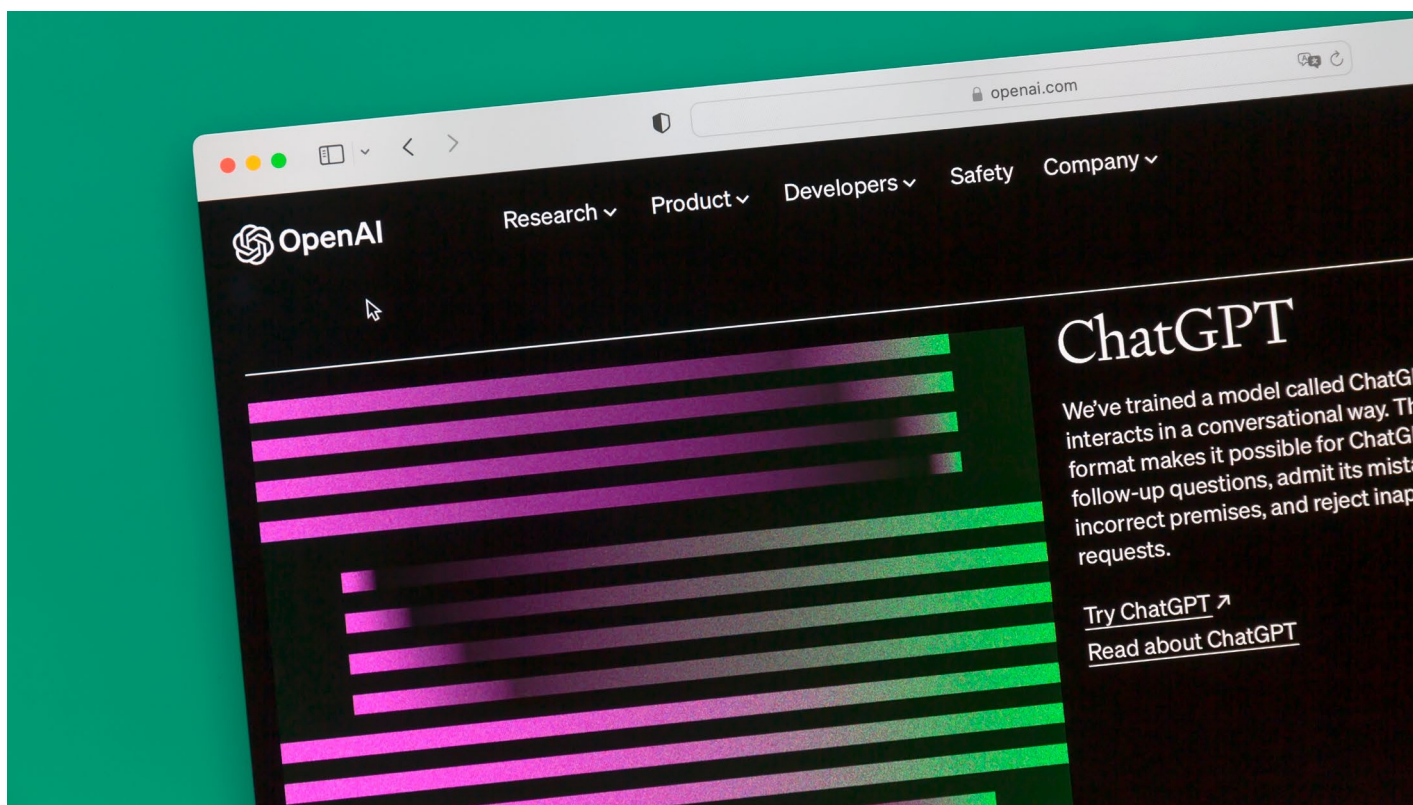 openai.com
OpenAI
Research
Product
Developers
Safety
Company
ChatGPT
We've trained a model called
interacts in a conversational way.
format makes it possible for
follow-up questions, admit its
incorrect premises, and reject
requests.
Try ChatGPT ↗
Read about ChatGPT